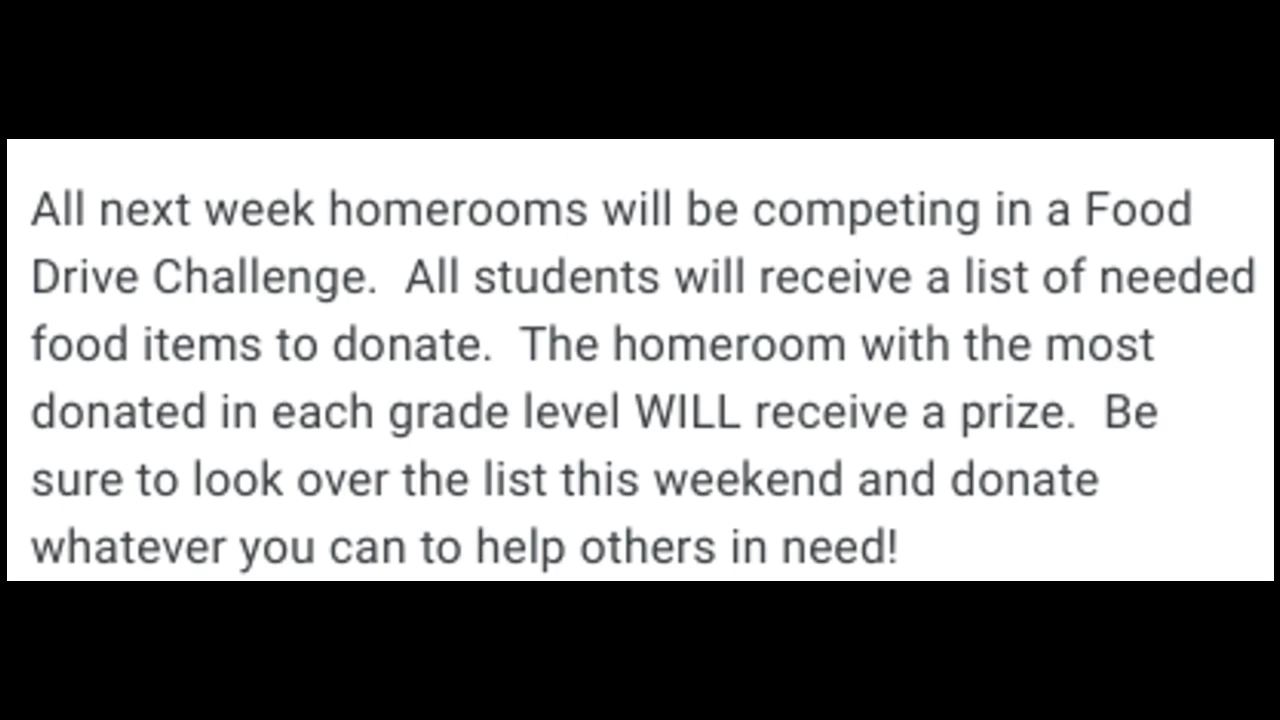 All next week homerooms will be competing in a Food
Drive Challenge.  All students will receive a list of needed
food items to donate.  The homeroom with the most
donated in each grade level WILL receive a prize.  Be
sure to look over the list this weekend and donate
whatever you can to help others in need!